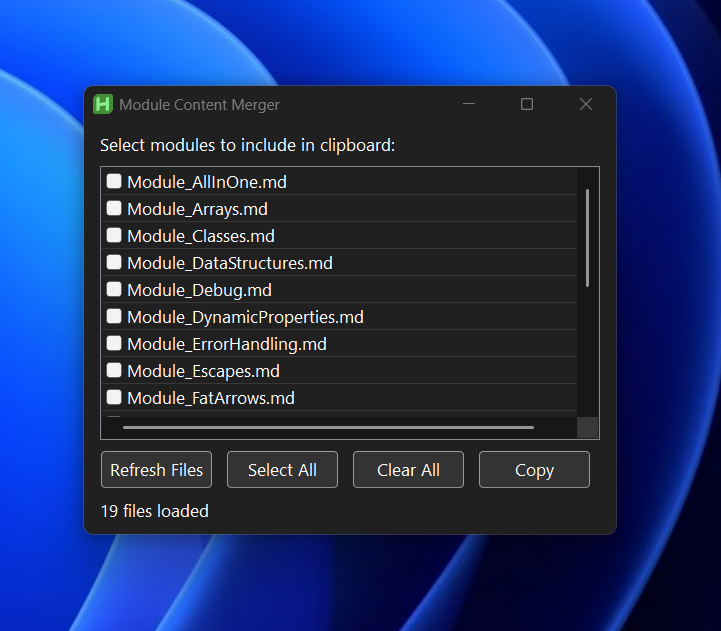 Module Content Merger
Select modules to include in clipboard:
Module_AllInOne.md
Module_Arrays.md
Module_Classes.md
Module_DataStructures.md
Module_Debug.md
Module_DynamicProperties.md
Module_ErrorHandling.md
Module_Escapes.md
Module_FatArrows.md
Refresh Files Select All Clear All Copy
19 files loaded